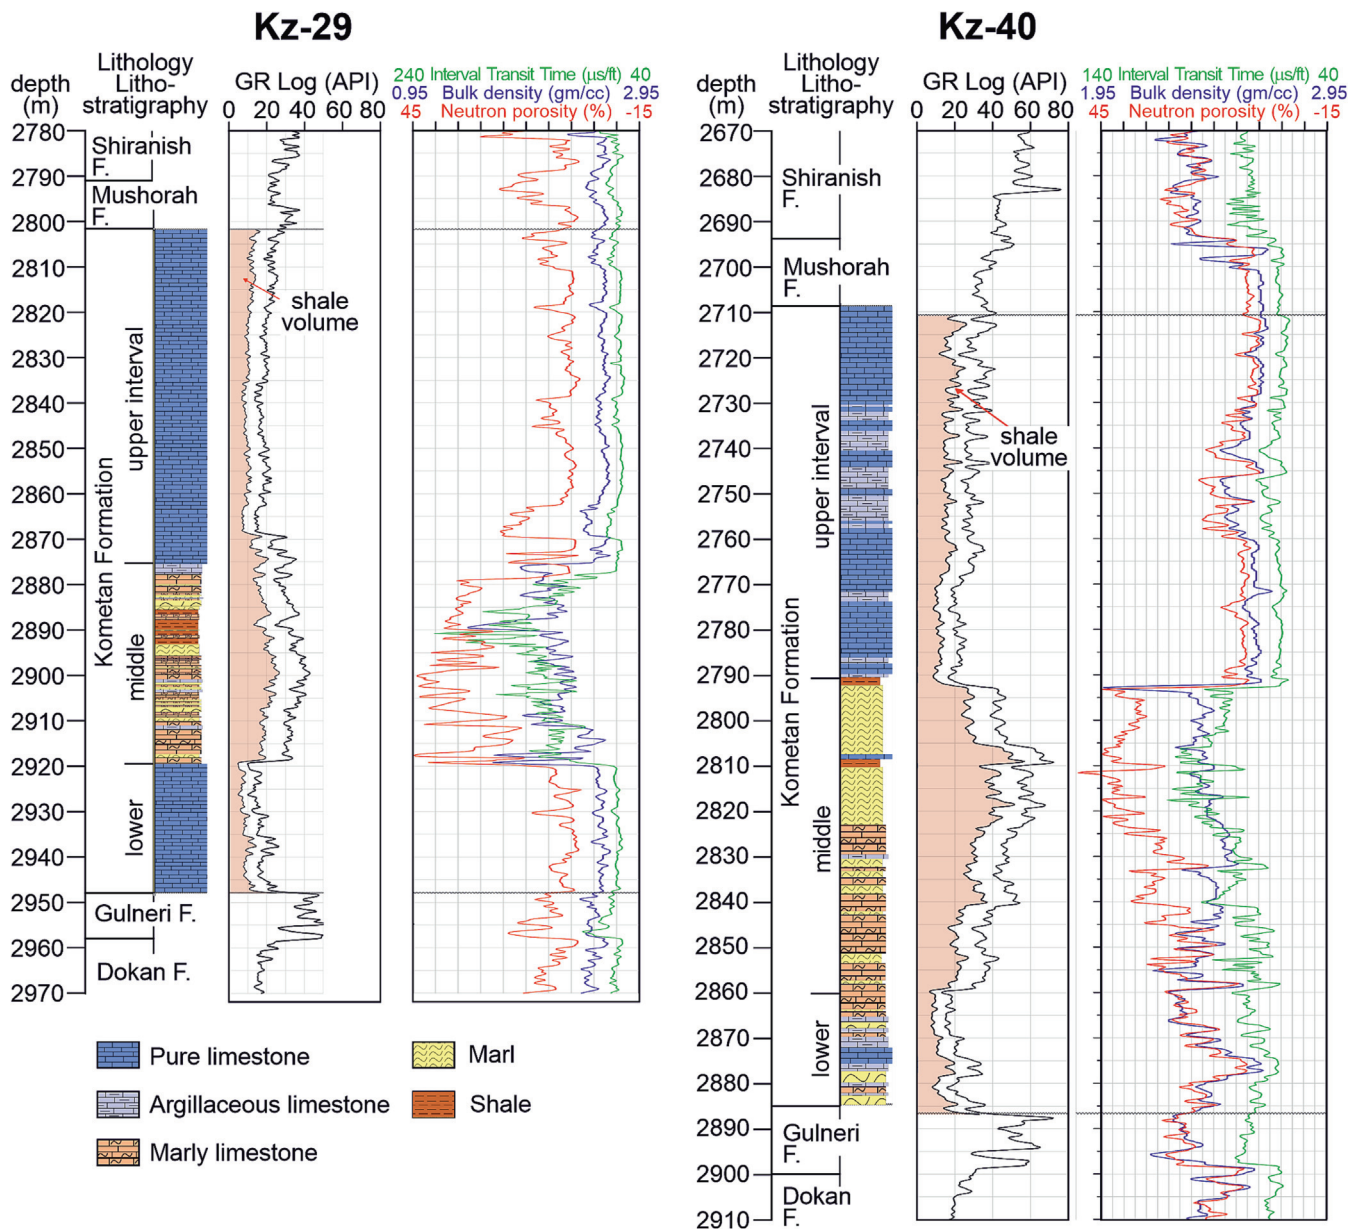 Kz-29
depth
(m)
Lithology
Litho-
stratigraphy
GR Log (API)
0 20 40 60 80
240 Interval Transit Time (µs/ft) 40
0.95 Bulk density (gm/cc) 2.95
45 Neutron porosity (%) -15
2780
2790
2800
2810
2820
2830
2840
2850
2860
2870
2880
2890
2900
2910
2920
2930
2940
2950
2960
2970
Shiranish
F.
Mushorah
F.
Kometan Formation
upper interval
middle
lower
Gulneri F.
Dokan F.
shale
volume
Kz-40
depth
(m)
Lithology
Litho-
stratigraphy
GR Log (API)
0 20 40 60 80
140 Interval Transit Time (µs/ft) 40
1.95 Bulk density (gm/cc) 2.95
45 Neutron porosity (%) -15
2670
2680
2690
2700
2710
2720
2730
2740
2750
2760
2770
2780
2790
2800
2810
2820
2830
2840
2850
2860
2870
2880
2890
2900
2910
Shiranish
F.
Mushorah
F.
Kometan Formation
upper interval
middle
lower
Gulneri
F.
Dokan
F.
shale
volume
Pure limestone
Argillaceous limestone
Marly limestone
Marl
Shale